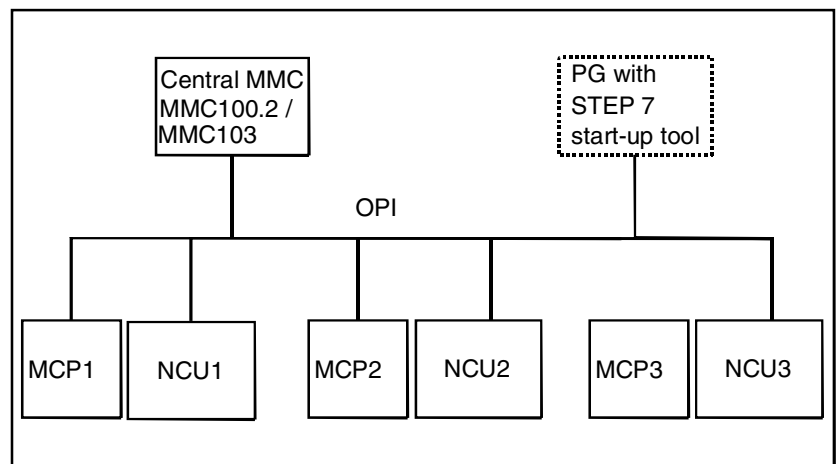 Central MMC
MMC100.2 /
MMC103
PG with
STEP 7
start-up tool
OPI
MCP1
NCU1
MCP2
NCU2
MCP3
NCU3